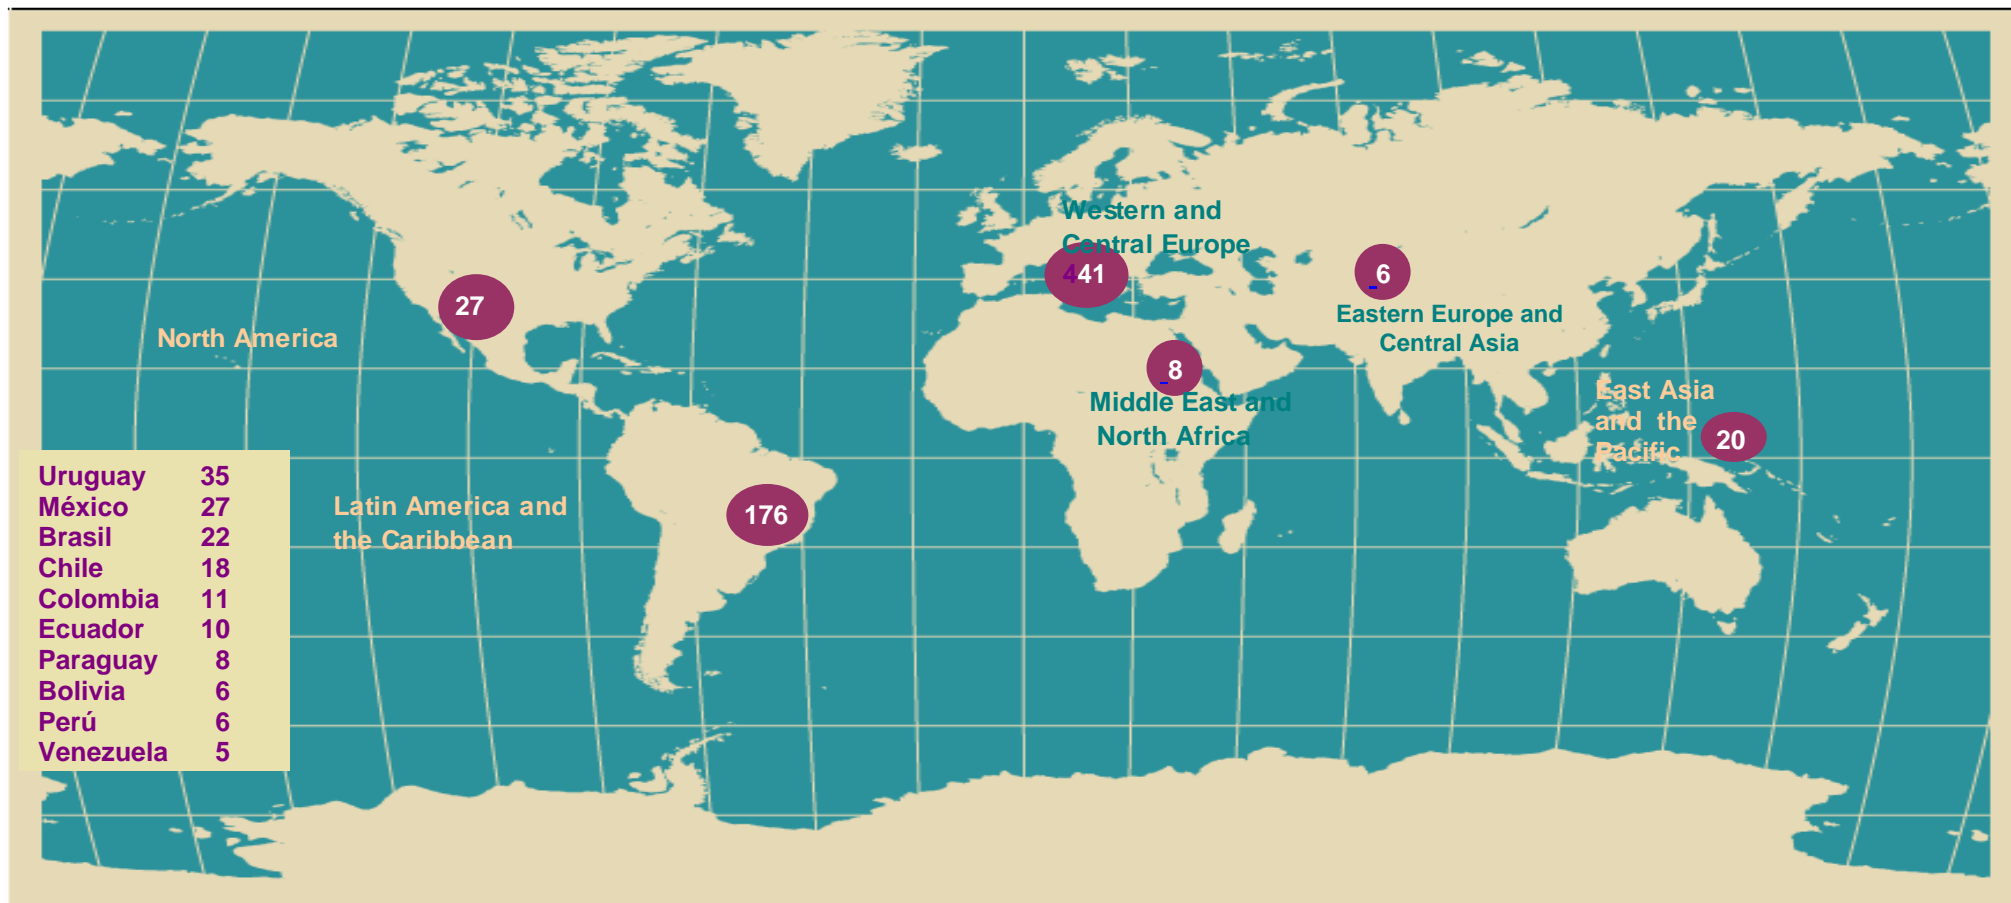 Western and
Central Europe
441
6
Eastern Europe and
Central Asia
27
North America
8
Middle East and
North Africa
East Asia
and the
Pacific
20
Latin America and
the Caribbean
176
Uruguay 35
México 27
Brasil 22
Chile 18
Colombia 11
Ecuador 10
Paraguay 8
Bolivia 6
Perú 6
Venezuela 5